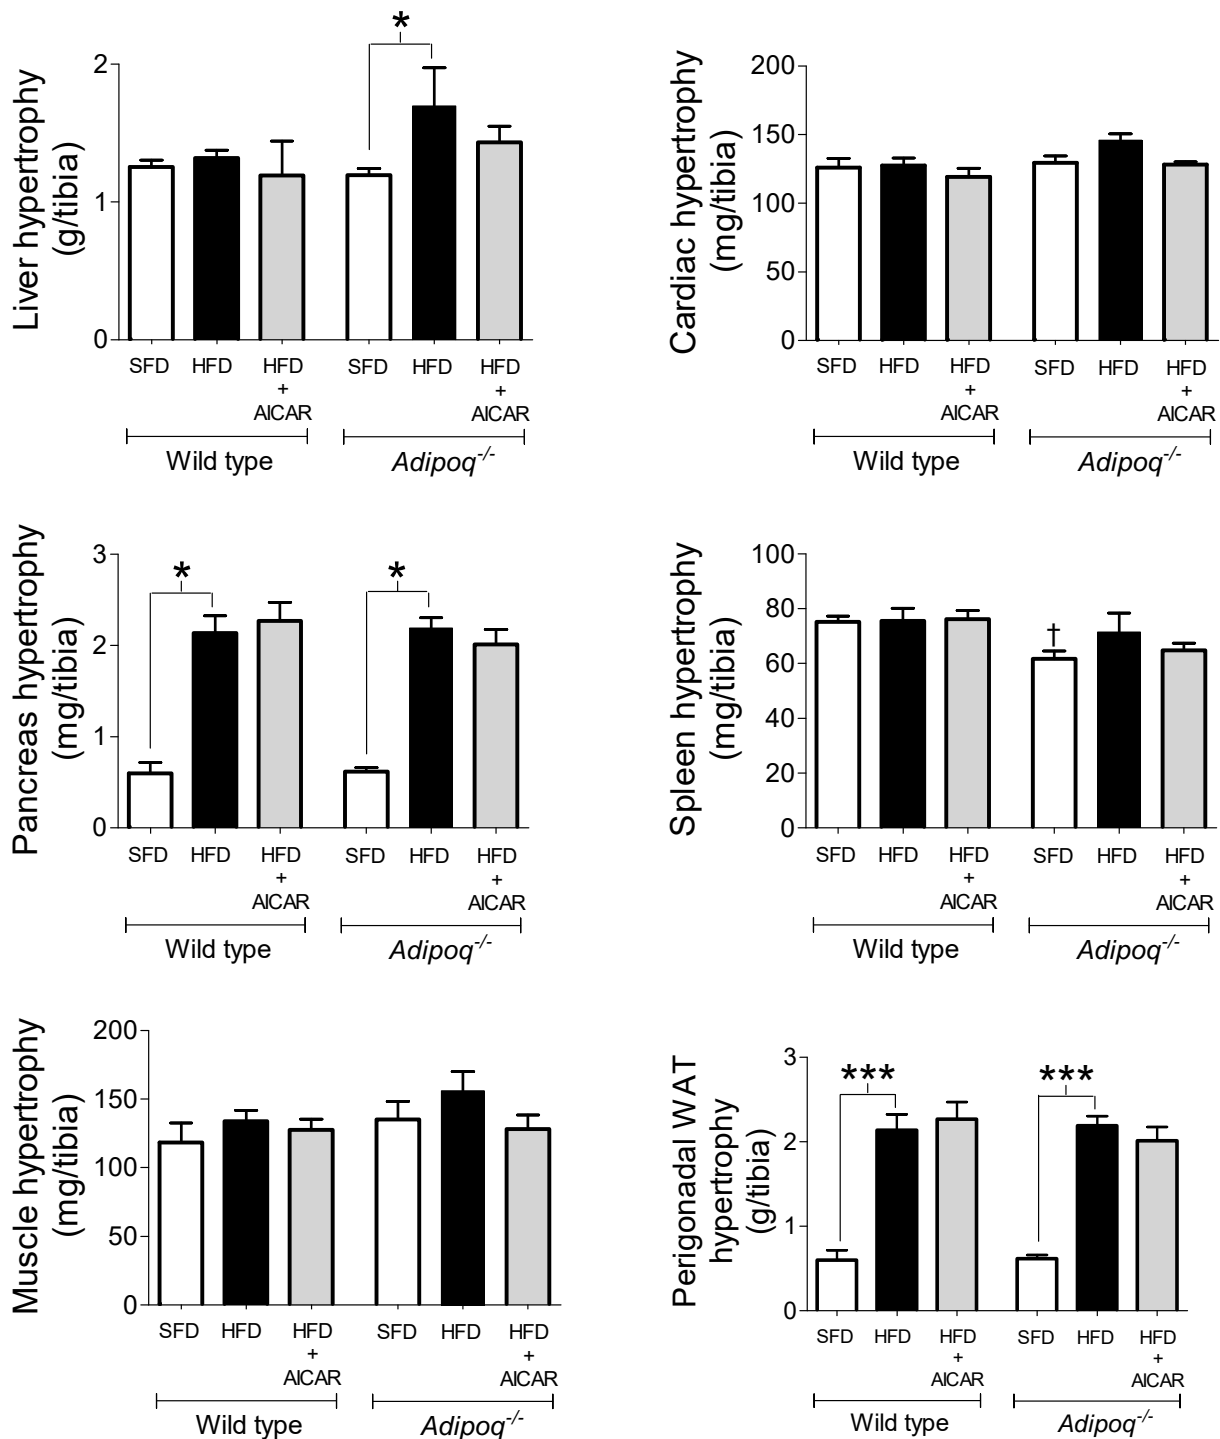 Liver hypertrophy
(g/tibia)
2
1
0
*
SFD
HFD
HFD
+
AICAR
SFD
HFD
HFD
+
AICAR
Wild type
Adipoq-/-
Cardiac hypertrophy
(mg/tibia)
200
150
100
50
0
SFD
HFD
HFD
+
AICAR
SFD
HFD
HFD
+
AICAR
Wild type
Adipoq-/-
Pancreas hypertrophy
(mg/tibia)
3
2
1
0
*
*
SFD
HFD
HFD
+
AICAR
SFD
HFD
HFD
+
AICAR
Wild type
Adipoq-/-
Spleen hypertrophy
(mg/tibia)
100
80
60
40
20
0
†
SFD
HFD
HFD
+
AICAR
SFD
HFD
HFD
+
AICAR
Wild type
Adipoq-/-
Muscle hypertrophy
(mg/tibia)
200
150
100
50
0
SFD
HFD
HFD
+
AICAR
SFD
HFD
HFD
+
AICAR
Wild type
Adipoq-/-
Perigonadal WAT
hypertrophy
(g/tibia)
3
2
1
0
***
***
SFD
HFD
HFD
+
AICAR
SFD
HFD
HFD
+
AICAR
Wild type
Adipoq-/-